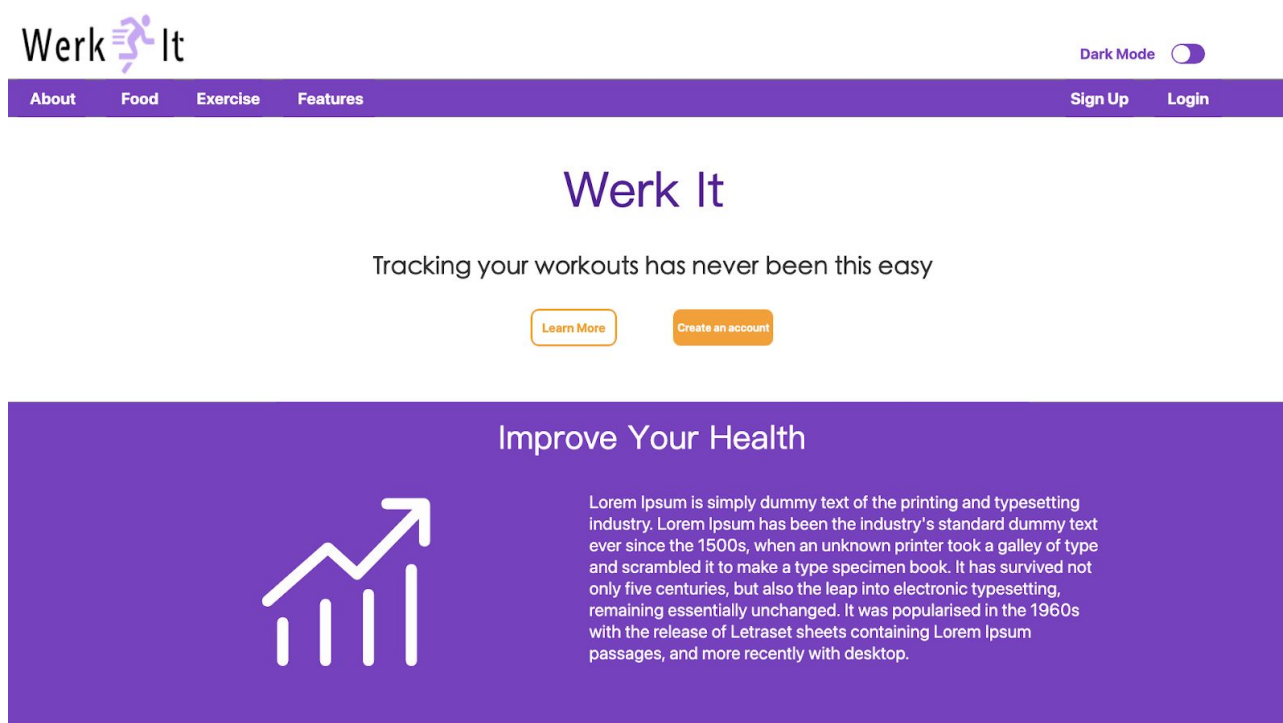 Werk It
Dark Mode
About Food Exercise Features Sign Up Login
Werk It
Tracking your workouts has never been this easy
Learn More Create an account
Improve Your Health
Lorem Ipsum is simply dummy text of the printing and typesetting
industry. Lorem Ipsum has been the industry's standard dummy text
ever since the 1500s, when an unknown printer took a galley of type
and scrambled it to make a type specimen book. It has survived not
only five centuries, but also the leap into electronic typesetting,
remaining essentially unchanged. It was popularised in the 1960s
with the release of Letraset sheets containing Lorem Ipsum
passages, and more recently with desktop.